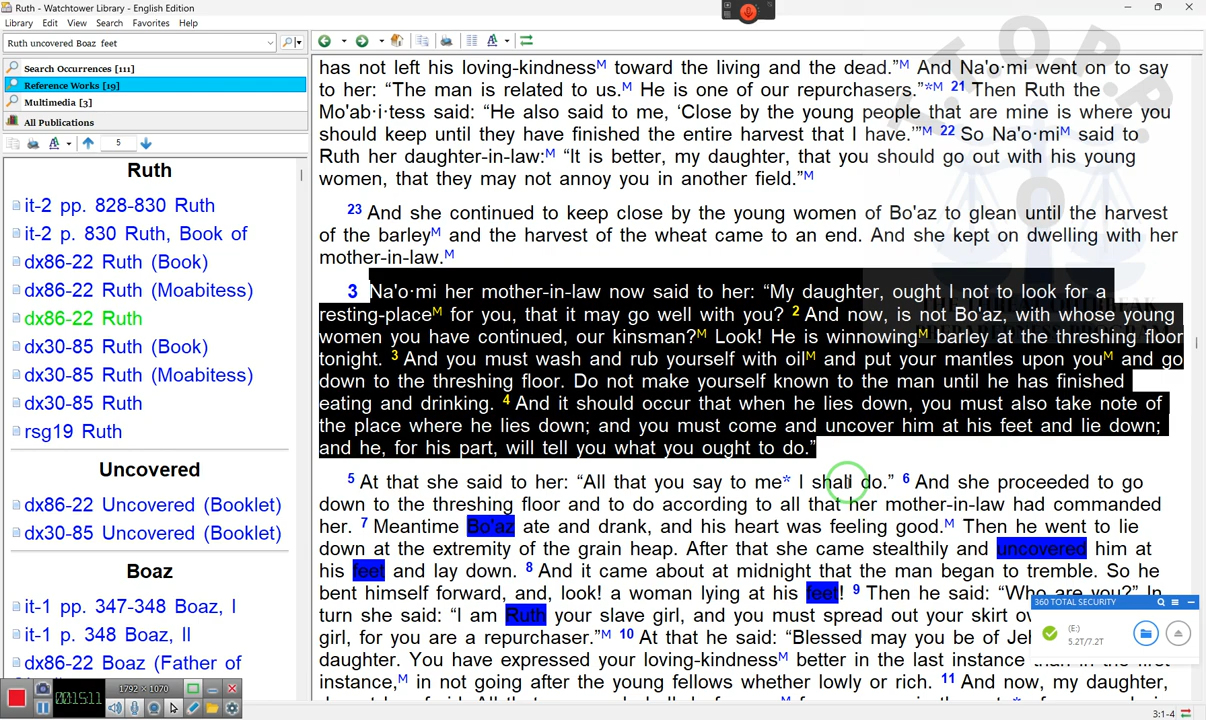 Ruth - Watchtower Library - English Edition
Library Edit View Search Favorites Help
Ruth uncovered Boaz feet
Search Occurrences [111]
Reference Works [19]
Multimedia [3]
All Publications
5
Ruth
it-2 pp. 828-830 Ruth
it-2 p. 830 Ruth, Book of
dx86-22 Ruth (Book)
dx86-22 Ruth (Moabitess)
dx86-22 Ruth
dx30-85 Ruth (Book)
dx30-85 Ruth (Moabitess)
dx30-85 Ruth
rsg19 Ruth
Uncovered
dx86-22 Uncovered (Booklet)
dx30-85 Uncovered (Booklet)
Boaz
it-1 pp. 347-348 Boaz, I
it-1 p. 348 Boaz, II
dx86-22 Boaz (Father of
has not left his loving-kindnessM toward the living and the dead.”M And Na′o·mi went on to say
to her: “The man is related to us.M He is one of our repurchasers.”*M 21 Then Ruth the
Mo′ab·i·tess said: “He also said to me, ‘Close by the young people that are mine is where you
should keep until they have finished the entire harvest that I have.’”M 22 So Na′o·miM said to
Ruth her daughter-in-law:M “It is better, my daughter, that you should go out with his young
women, that they may not annoy you in another field.”M
23 And she continued to keep close by the young women of Bo′az to glean until the harvest
of the barleyM and the harvest of the wheat came to an end. And she kept on dwelling with her
mother-in-law.M
3 Na′o·mi her mother-in-law now said to her: “My daughter, ought I not to look for a
resting-placeM for you, that it may go well with you? 2 And now, is not Bo′az, with whose young
women you have continued, our kinsman?M Look! He is winnowingM barley at the threshing floor
tonight. 3 And you must wash and rub yourself with oilM and put your mantles upon youM and go
down to the threshing floor. Do not make yourself known to the man until he has finished
eating and drinking. 4 And it should occur that when he lies down, you must also take note of
the place where he lies down; and you must come and uncover him at his feet and lie down;
and he, for his part, will tell you what you ought to do.”
5 At that she said to her: “All that you say to me* I shall do.” 6 And she proceeded to go
down to the threshing floor and to do according to all that her mother-in-law had commanded
her. 7 Meantime Bo′az ate and drank, and his heart was feeling good.M Then he went to lie
down at the extremity of the grain heap. After that she came stealthily and uncovered him at
his feet and lay down. 8 And it came about at midnight that the man began to tremble. So he
bent himself forward, and, look! a woman lying at his feet! 9 Then he said: “Who are you?” In
turn she said: “I am Ruth your slave girl, and you must spread out your skirt
girl, for you are a repurchaser.”M 10 At that he said: “Blessed may you be of
daughter. You have expressed your loving-kindnessM better in the last instance
instance,M in not going after the young fellows whether lowly or rich. 11 And now, my daughter,
T.O.P.P.O
360 TOTAL SECURITY
(E:)
5.2T/7.2T
1792 × 1070
3:1-4